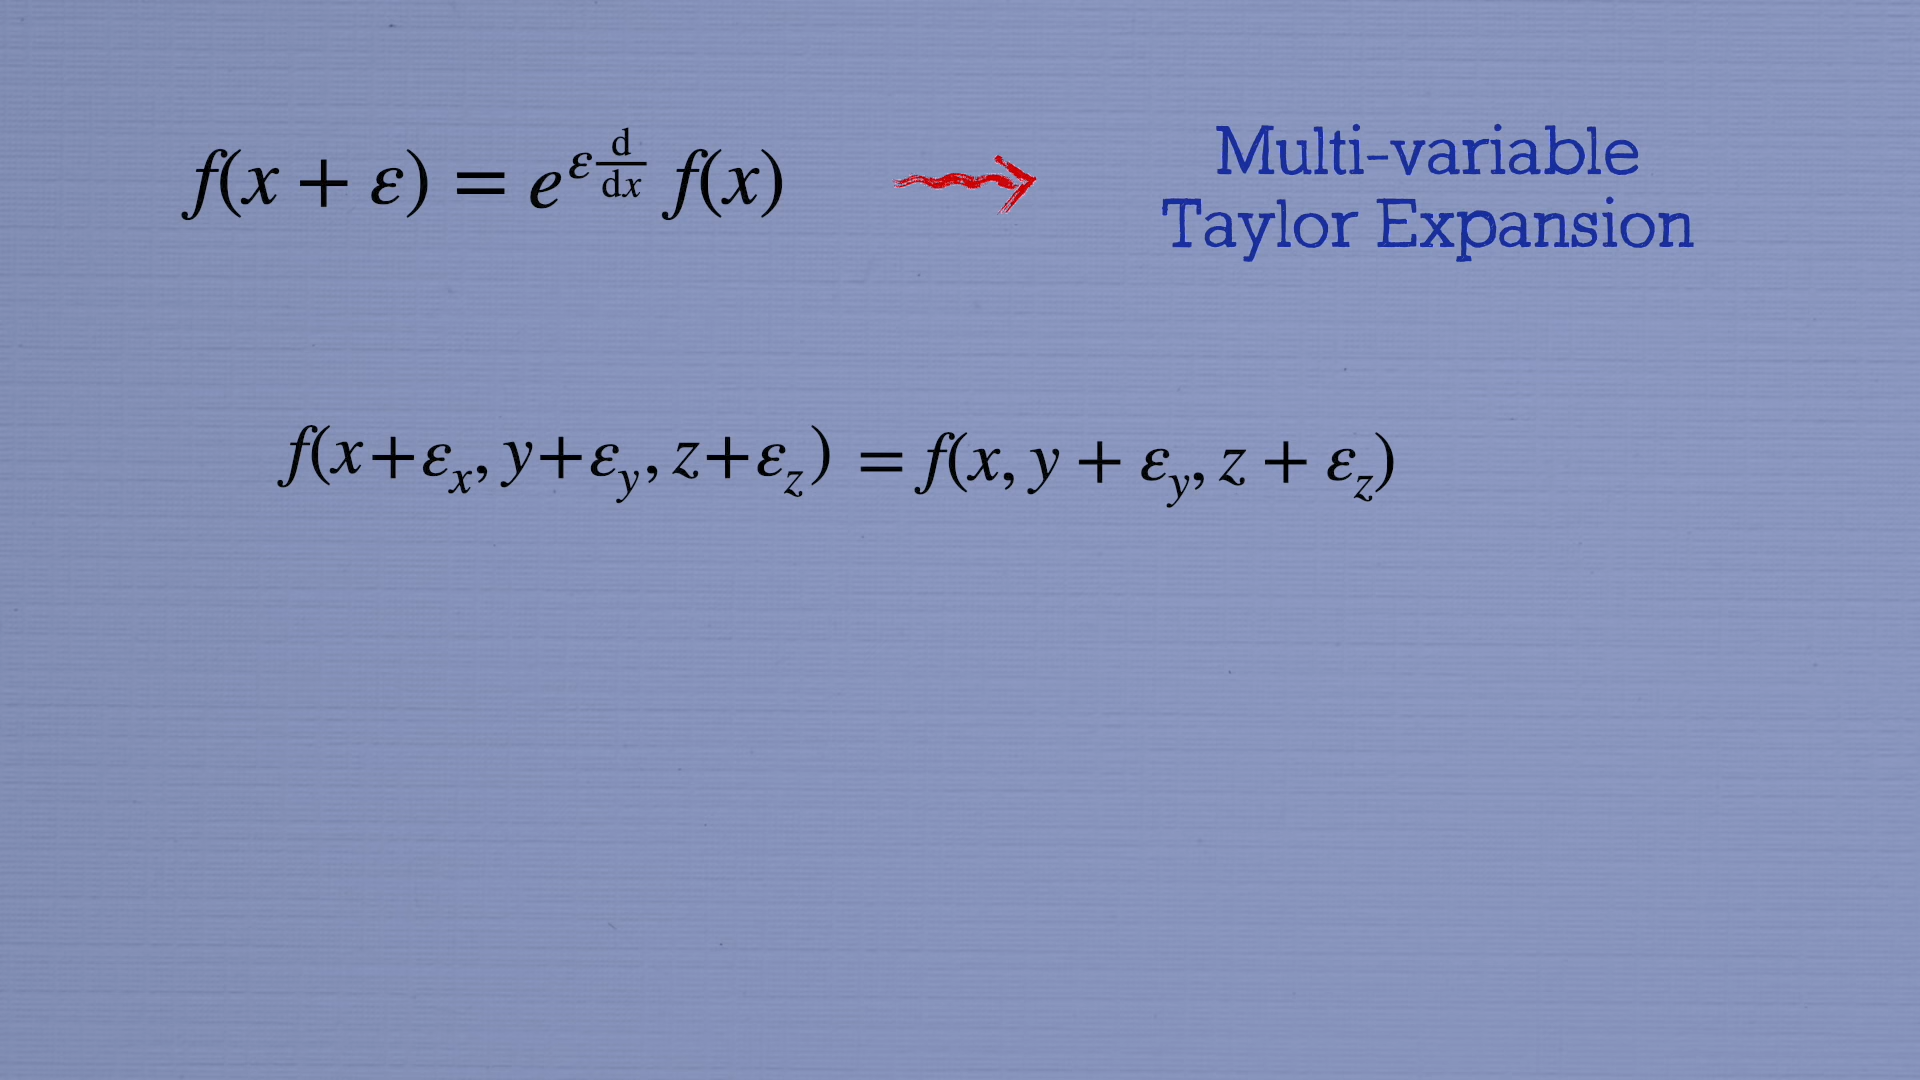 f(x + ε) = e^{ε d/dx} f(x)
Multi-variable
Taylor Expansion
f(x+ε_x, y+ε_y, z+ε_z) = f(x, y + ε_y, z + ε_z)